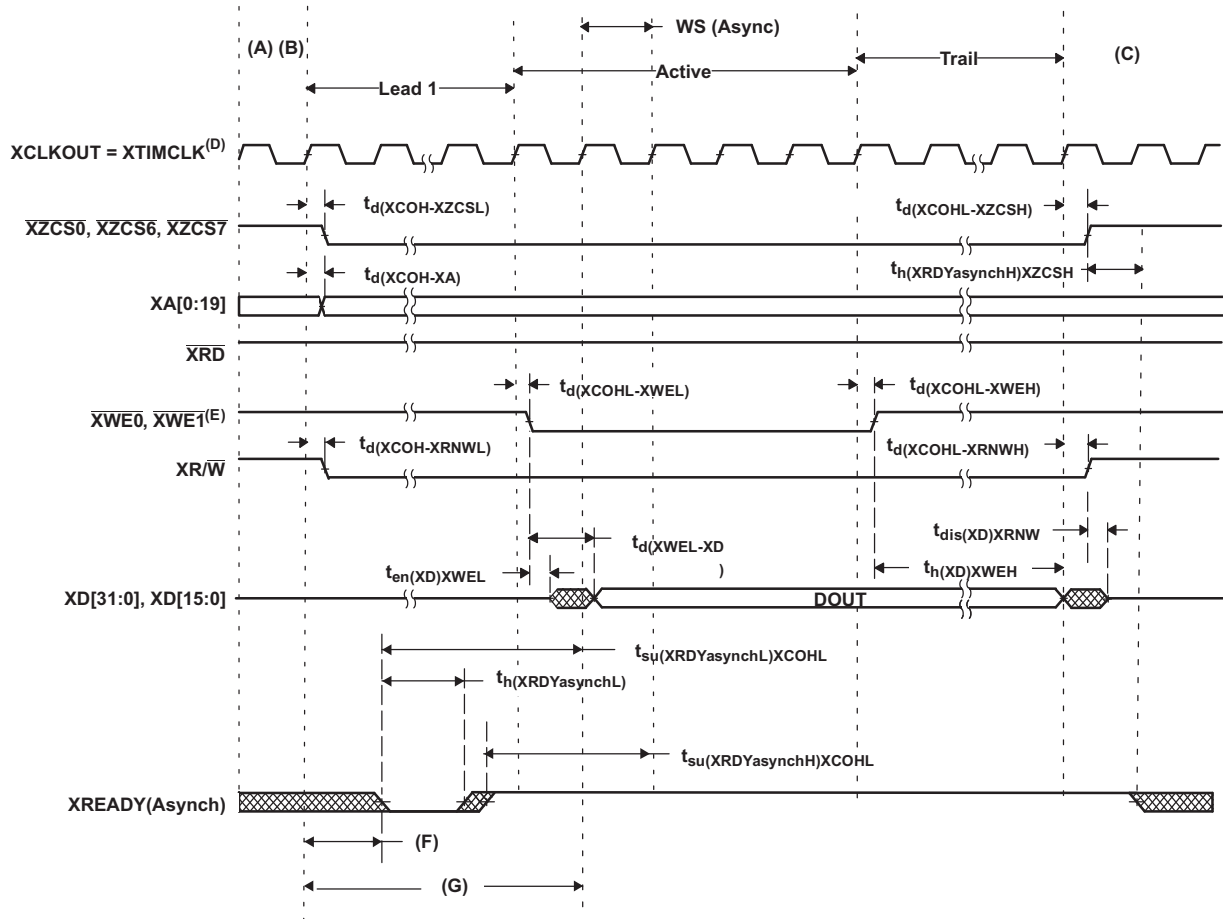 WS (Async)
(A) (B)
(C)
Trail
Active
Lead 1
XCLKOUT = XTIMCLK(D)
td(XCOH-XZCSL)
td(XCOHL-XZCSH)
XZCS0, XZCS6, XZCS7
td(XCOH-XA)
th(XRDYasynchH)XZCSH
XA[0:19]
XRD
td(XCOHL-XWEL)
td(XCOHL-XWEH)
XWE0, XWE1(E)
td(XCOH-XRNWL)
td(XCOHL-XRNWH)
XR/W
tdis(XD)XRNW
td(XWEL-XD
)
ten(XD)XWEL
th(XD)XWEH
XD[31:0], XD[15:0]
DOUT
tsu(XRDYasynchL)XCOHL
th(XRDYasynchL)
tsu(XRDYasynchH)XCOHL
XREADY(Asynch)
(F)
(G)